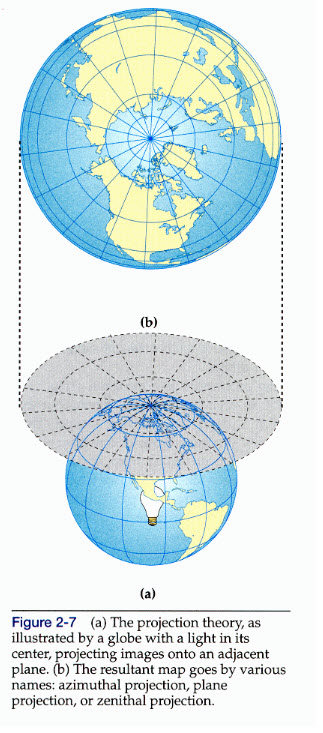 (b)
(a)
Figure 2-7 (a) The projection theory, as
illustrated by a globe with a light in its
center, projecting images onto an adjacent
plane. (b) The resultant map goes by various
names: azimuthal projection, plane
projection, or zenithal projection.